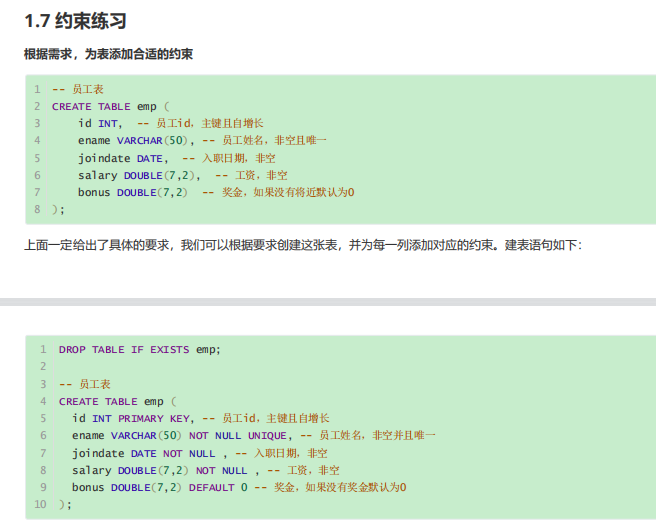 1.7 约束练习
根据需求，为表添加合适的约束
1 -- 员工表
2 CREATE TABLE emp (
3     id INT,  -- 员工id，主键且自增长
4     ename VARCHAR(50), -- 员工姓名，非空且唯一
5     joindate DATE,  -- 入职日期，非空
6     salary DOUBLE(7,2),  -- 工资，非空
7     bonus DOUBLE(7,2)  -- 奖金，如果没有将近默认为0
8 );
上面一定给出了具体的要求，我们可以根据要求创建这张表，并为每一列添加对应的约束。建表语句如下：
1 DROP TABLE IF EXISTS emp;
2
3 -- 员工表
4 CREATE TABLE emp (
5   id INT PRIMARY KEY, -- 员工id，主键且自增长
6   ename VARCHAR(50) NOT NULL UNIQUE, -- 员工姓名，非空并且唯一
7   joindate DATE NOT NULL , -- 入职日期，非空
8   salary DOUBLE(7,2) NOT NULL , -- 工资，非空
9   bonus DOUBLE(7,2) DEFAULT 0 -- 奖金，如果没有奖金默认为0
10 );